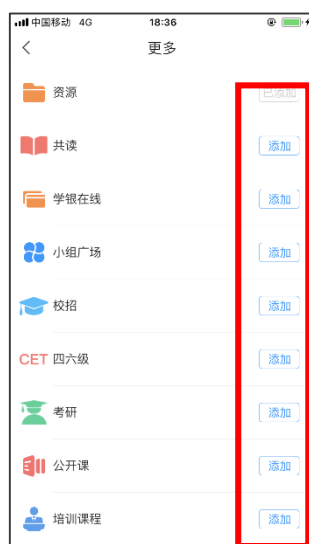 中国移动 4G 18:36
更多
资源 已添加
共读 添加
学银在线 添加
小组广场 添加
校招 添加
CET 四六级 添加
考研 添加
公开课 添加
培训课程 添加